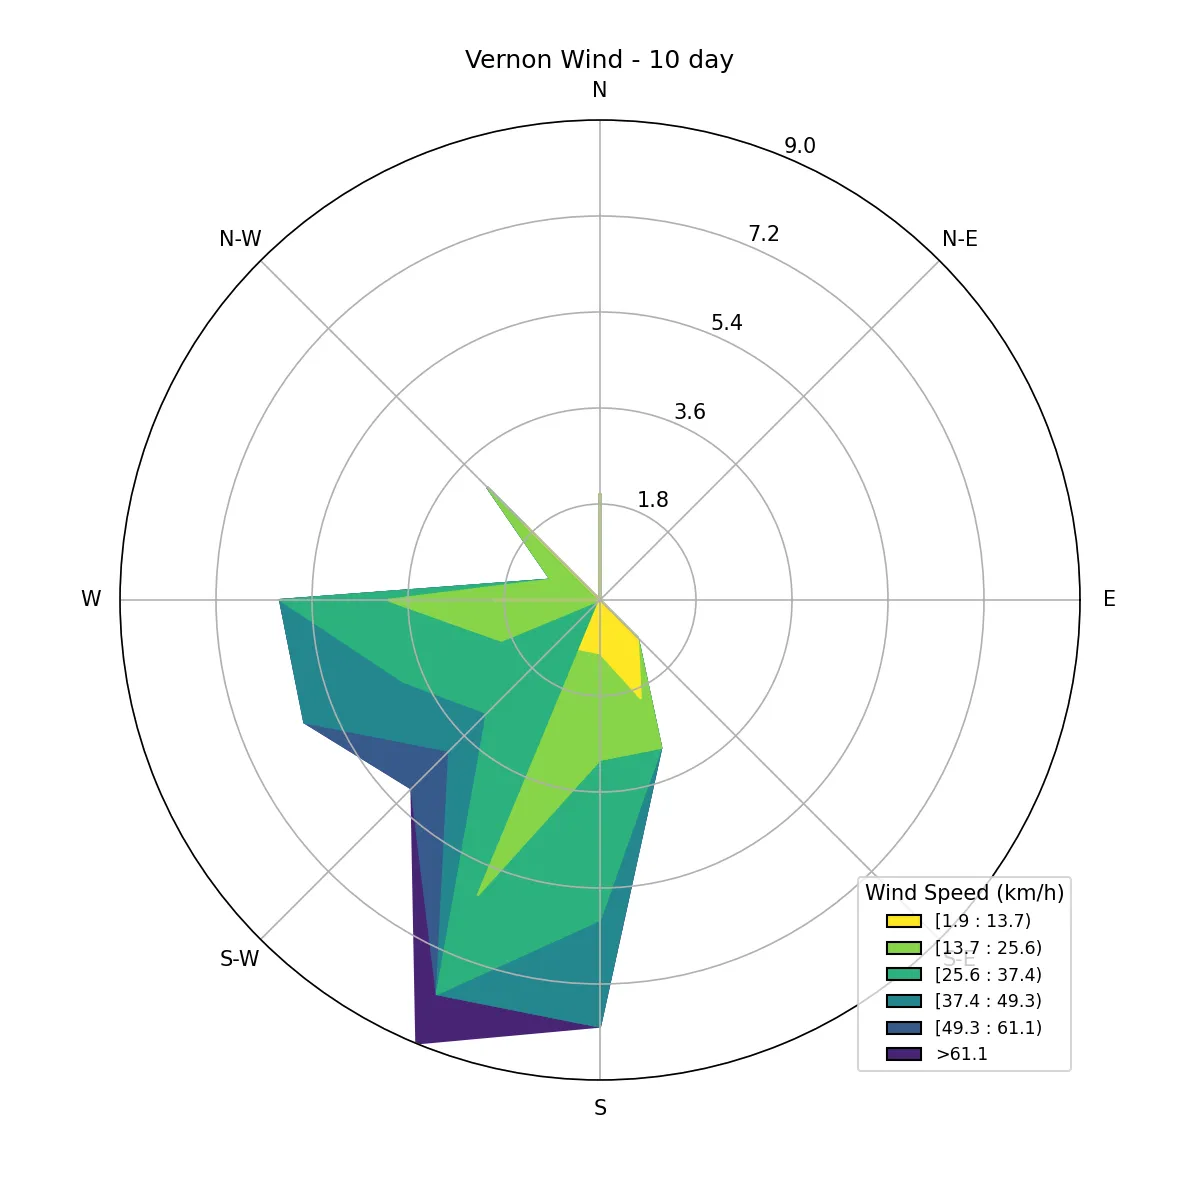 Vernon Wind - 10 day
N
9.0
N-W
7.2
N-E
5.4
3.6
1.8
W
E
Wind Speed (km/h)
[1.9 : 13.7)
[13.7 : 25.6)
S-W
S-E
[25.6 : 37.4)
[37.4 : 49.3)
[49.3 : 61.1)
>61.1
S